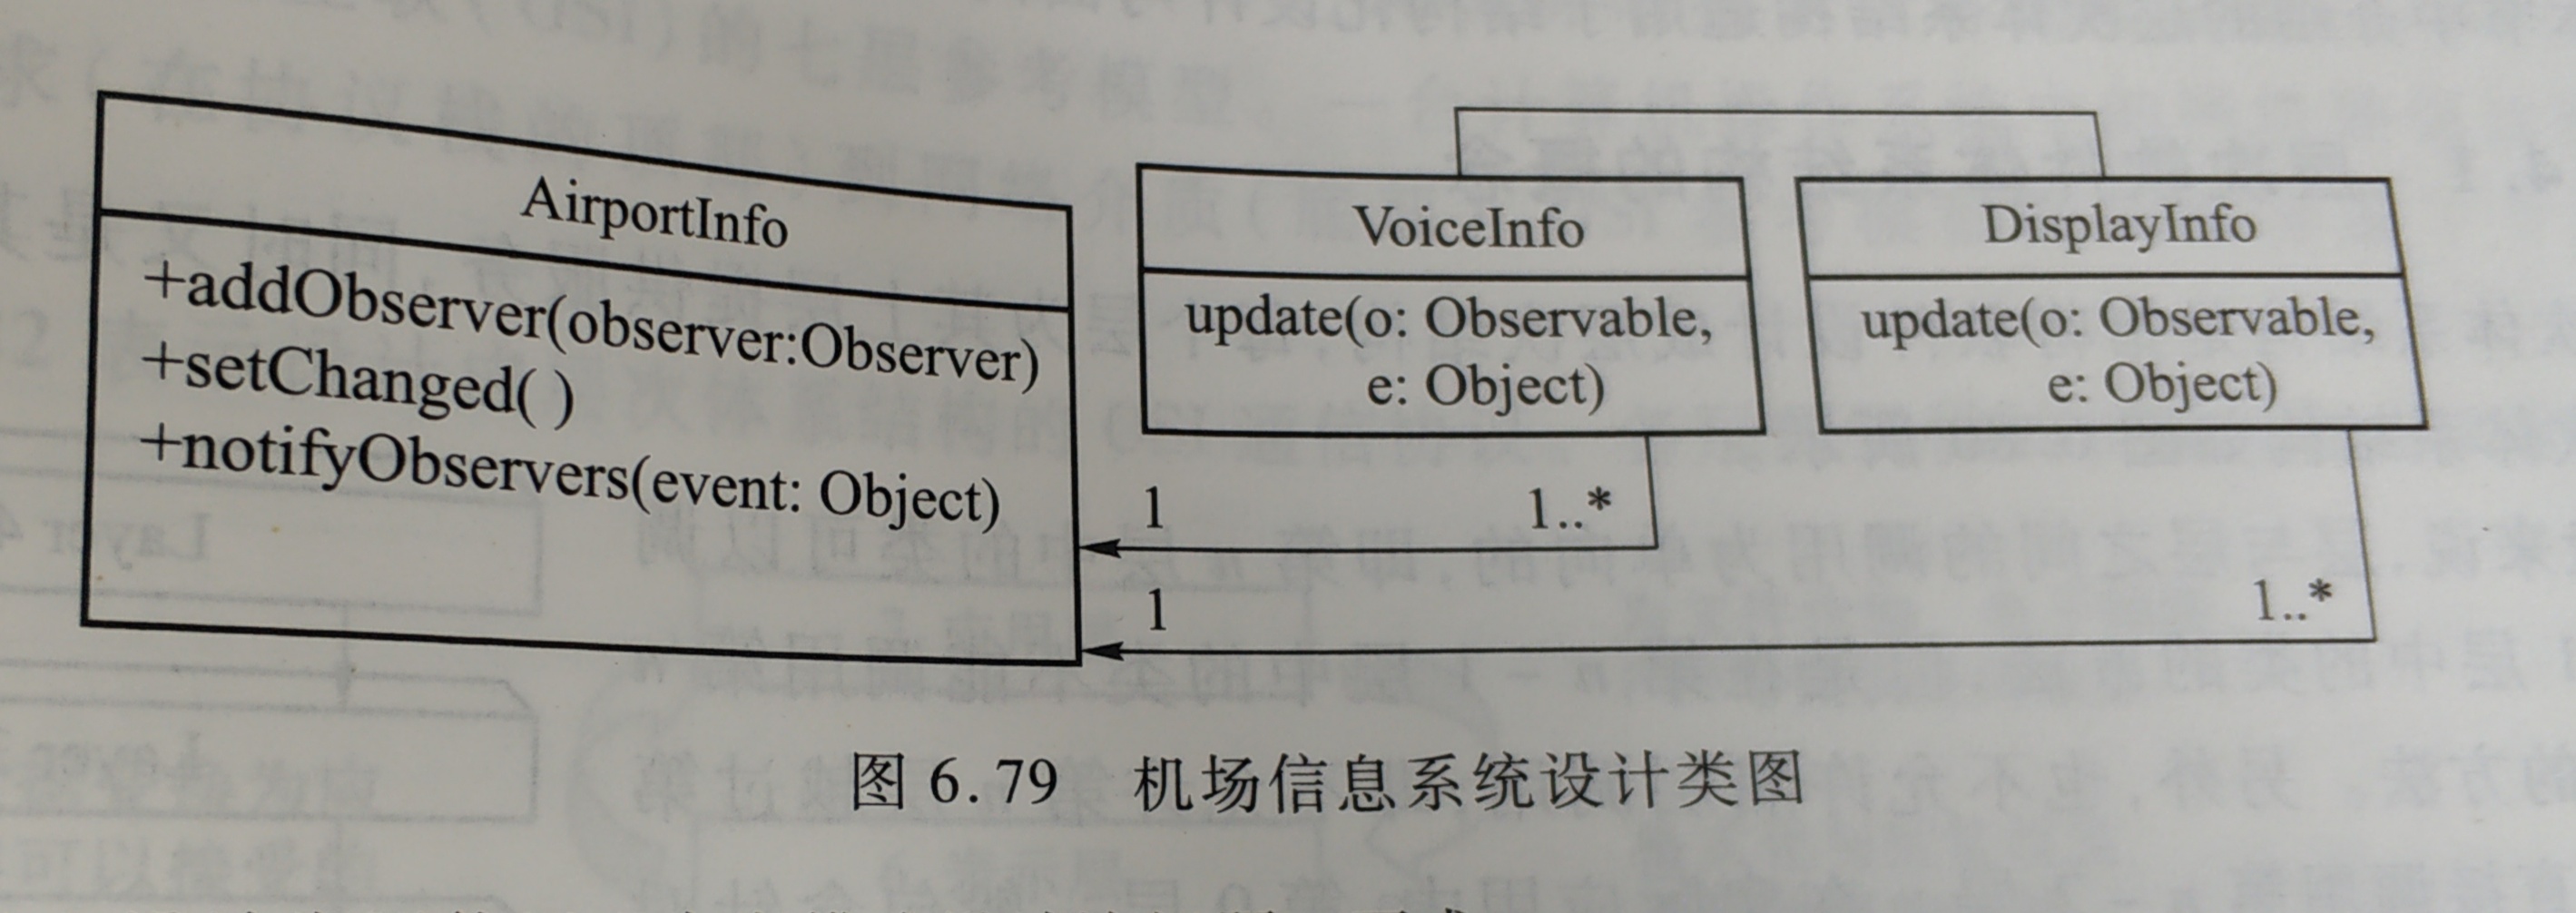 AirportInfo
+addObserver(observer:Observer)
+setChanged( )
+notifyObservers(event: Object)
VoiceInfo
update(o: Observable,
e: Object)
DisplayInfo
update(o: Observable,
e: Object)
1
1..*
1
1..*
图 6.79 机场信息系统设计类图